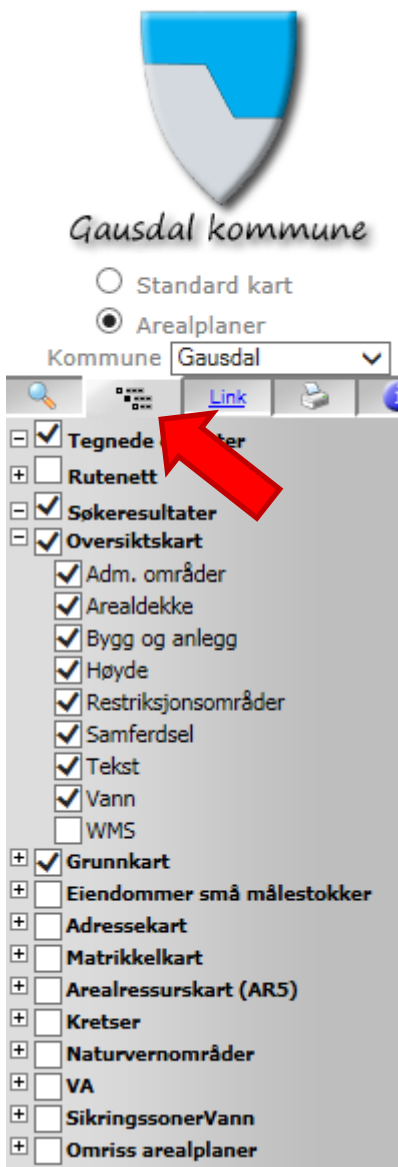 Gausdal kommune
Standard kart
Arealplaner
Kommune Gausdal
Link
Tegnede
Rutenett
Søkeresultater
Oversiktskart
Adm. områder
Arealdekke
Bygg og anlegg
Høyde
Restriksjonsområder
Samferdsel
Tekst
Vann
WMS
Grunnkart
Eiendommer små målestokker
Adressekart
Matrikkelkart
Arealressurskart (AR5)
Kretser
Naturvernområder
VA
SikringssonerVann
Omriss arealplaner